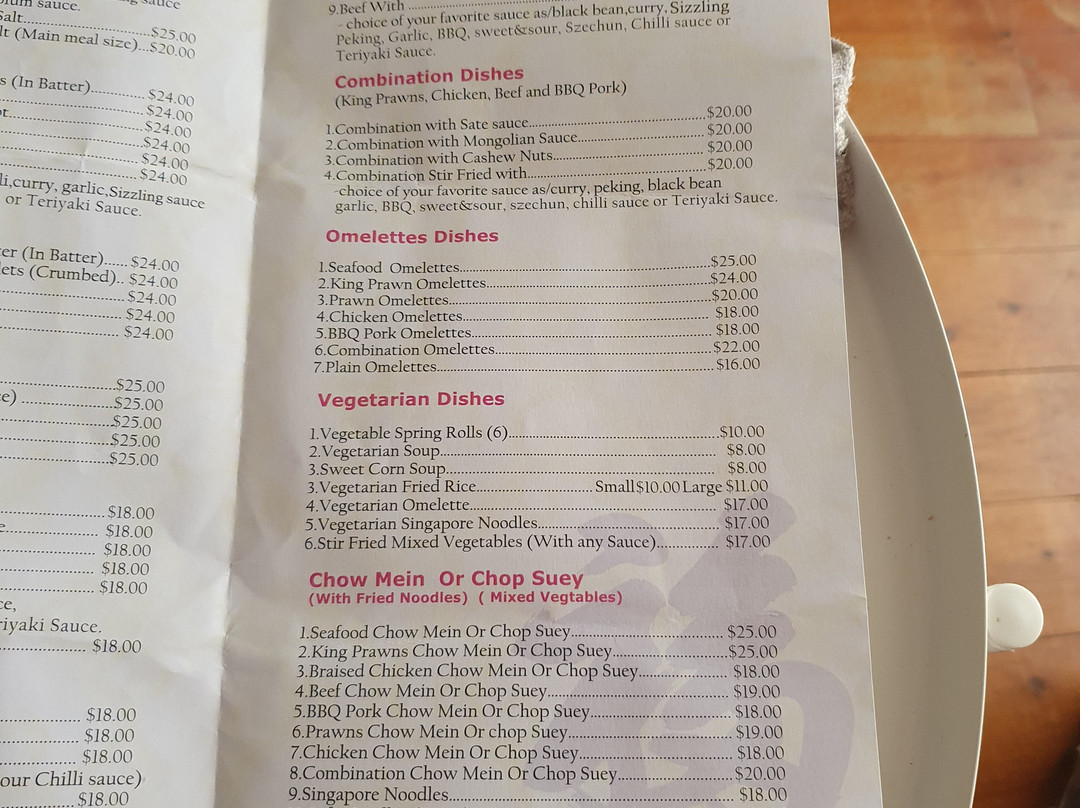 sauce
ium sauce.
Salt........$25.00
lt (Main meal size)...$20.00
s (In Batter)..............$24.00
$24.00
$24.00
$24.00
$24.00
$24.00
li,curry, garlic,Sizzling sauce
or Teriyaki Sauce.
er (In Batter)...... $24.00
lets (Crumbed).. $24.00
$24.00
$24.00
$24.00
$25.00
e) ........................$25.00
$25.00
$25.00
$25.00
$18.00
$18.00
$18.00
$18.00
$18.00
ce,
riyaki Sauce.
$18.00
$18.00
$18.00
$18.00
our Chilli sauce)
$18.00
9.Beef With
- choice of your favorite sauce as/black bean,curry, Sizzling
Peking, Garlic, BBQ, sweet&sour, Szechun, Chilli sauce or
Teriyaki Sauce.
Combination Dishes
(King Prawns, Chicken, Beef and BBQ Pork)
1.Combination with Sate sauce........$20.00
2.Combination with Mongolian Sauce........$20.00
3.Combination with Cashew Nuts........$20.00
4.Combination Stir Fried with........$20.00
-choice of your favorite sauce as/curry, peking, black bean
garlic, BBQ, sweet&sour, szechun, chilli sauce or Teriyaki Sauce.
Omelettes Dishes
1.Seafood Omelettes........$25.00
2.King Prawn Omelettes........$24.00
3.Prawn Omelettes........$20.00
4.Chicken Omelettes........$18.00
5.BBQ Pork Omelettes........$18.00
6.Combination Omelettes........$22.00
7.Plain Omelettes........$16.00
Vegetarian Dishes
1.Vegetable Spring Rolls (6)........$10.00
2.Vegetarian Soup........$8.00
3.Sweet Corn Soup........$8.00
3.Vegetarian Fried Rice........Small$10.00Large $11.00
4.Vegetarian Omelette........$17.00
5.Vegetarian Singapore Noodles........$17.00
6.Stir Fried Mixed Vegetables (With any Sauce)........$17.00
Chow Mein Or Chop Suey
(With Fried Noodles) ( Mixed Vegtables)
1.Seafood Chow Mein Or Chop Suey........$25.00
2.King Prawns Chow Mein Or Chop Suey........$25.00
3.Braised Chicken Chow Mein Or Chop Suey........$18.00
4.Beef Chow Mein Or Chop Suey........$19.00
5.BBQ Pork Chow Mein Or Chop Suey........$18.00
6.Prawns Chow Mein Or chop Suey........$19.00
7.Chicken Chow Mein Or Chop Suey........$18.00
8.Combination Chow Mein Or Chop Suey........$20.00
9.Singapore Noodles........$18.00